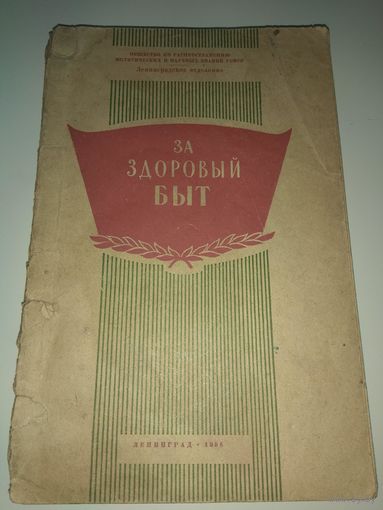 ОБЩЕСТВО ПО РАСПРОСТРАНЕНИЮ
ПОЛИТИЧЕСКИХ И НАУЧНЫХ ЗНАНИЙ РСФСР
Ленинградское отделение
ЗА
ЗДОРОВЫЙ
БЫТ
ЛЕНИНГРАД •